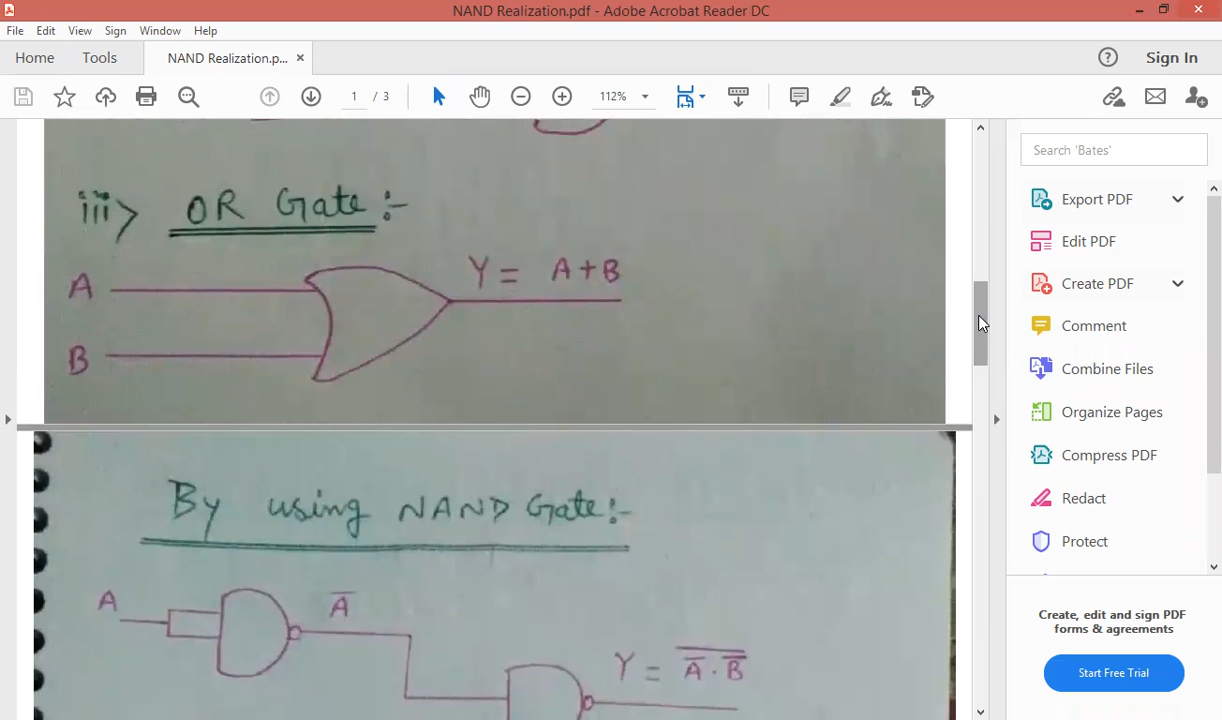 NAND Realization.pdf - Adobe Acrobat Reader DC
File Edit View Sign Window Help
Home Tools NAND Realization.p... ×
Sign In
1 / 3 112%
Search 'Bates'
Export PDF
Edit PDF
Create PDF
Comment
Combine Files
Organize Pages
Compress PDF
Redact
Protect
Create, edit and sign PDF
forms & agreements
Start Free Trial
iii> OR Gate :-
A
Y = A+B
B
By using NAND Gate:-
A
A̅
Y = \overline{A̅ · B̅}